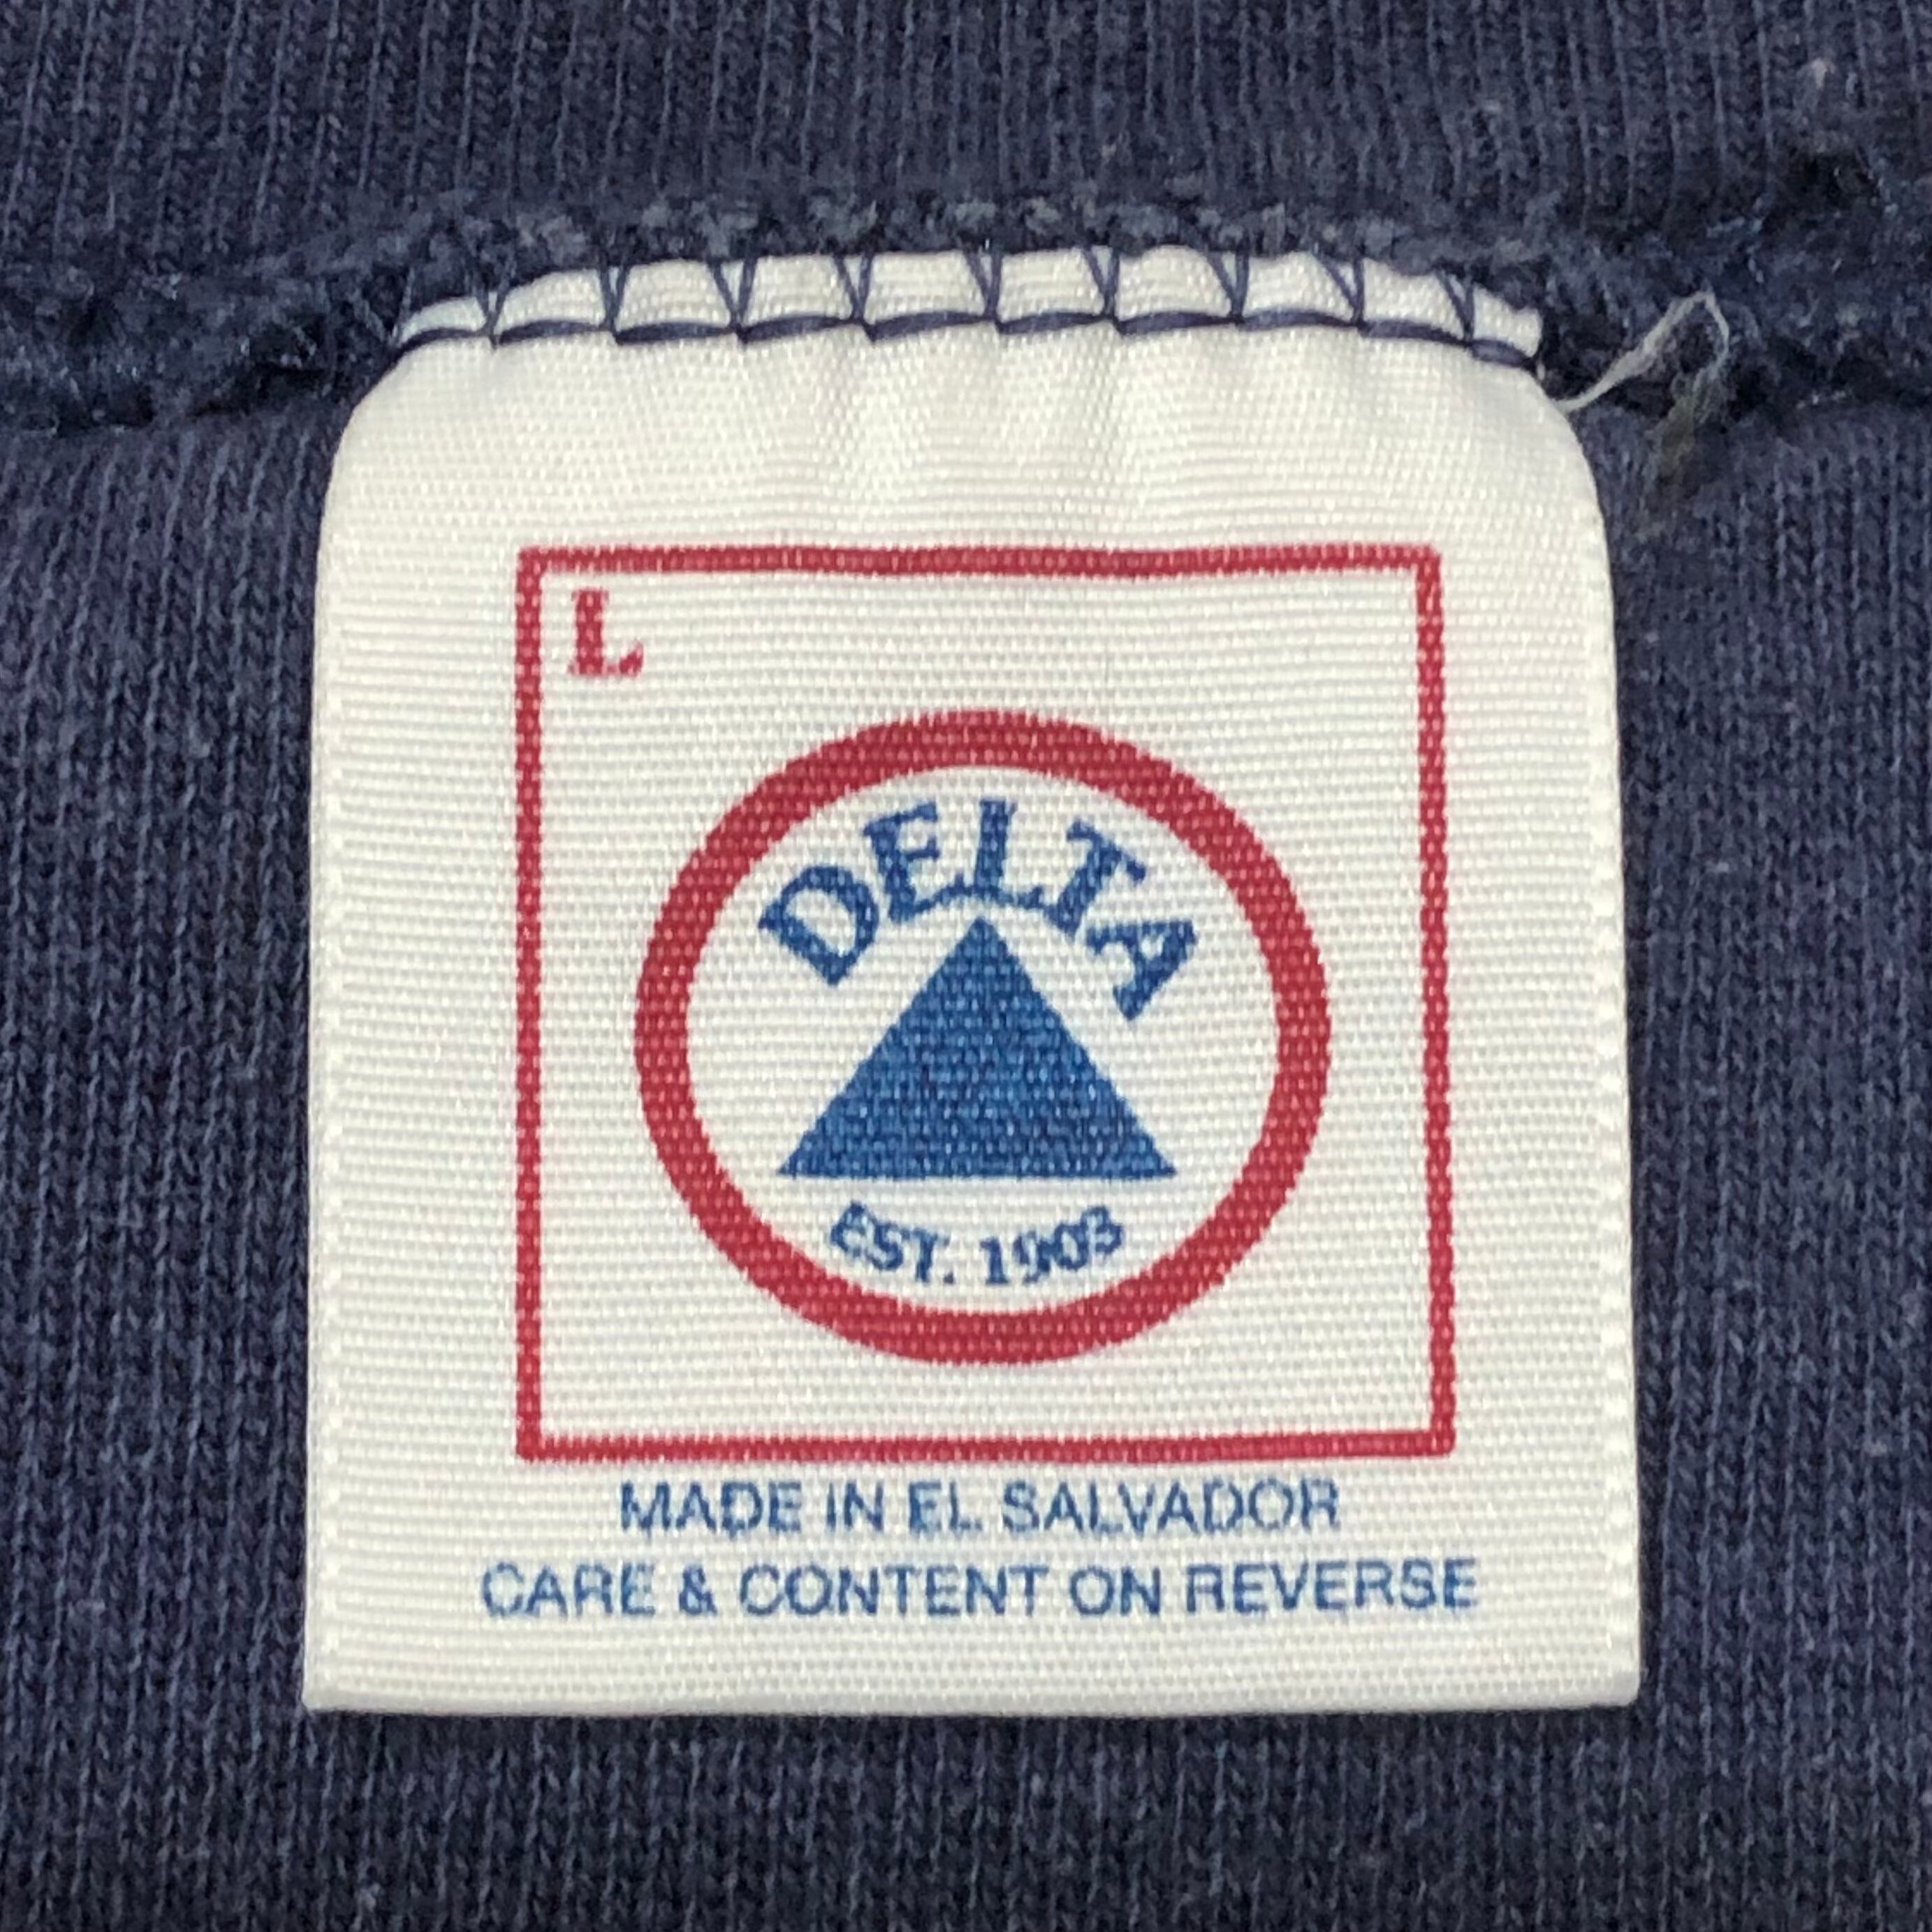 L
DELTA
EST. 1903
MADE IN EL SALVADOR
CARE & CONTENT ON REVERSE